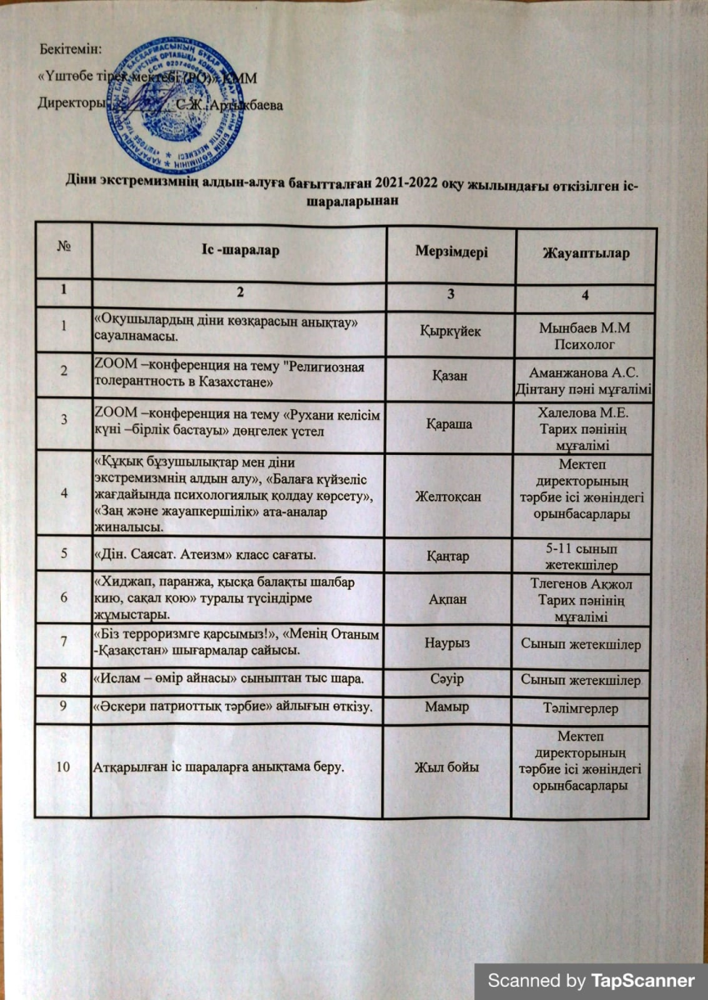 Бекітемін:
«Үштөбе тірек мектебі (РО)» КММ
Директоры С.Ж. Артықбаева
Діни экстремизмнің алдын-алуға бағытталған 2021-2022 оқу жылындағы өткізілген іс-
шараларынан
№ Іс -шаралар Мерзімдері Жауаптылар
1 2 3 4
1 «Оқушылардың діни көзқарасын анықтау»
сауалнамасы.
Қыркүйек
Мынбаев М.М
Психолог
2 ZOOM –конференция на тему "Религиозная
толерантность в Казахстане»
Қазан
Аманжанова А.С.
Дінтану пәні мұғалімі
3 ZOOM –конференция на тему «Рухани келісім
күні –бірлік бастауы» дөңгелек үстел
Қараша
Халелова М.Е.
Тарих пәнінің
мұғалімі
4 «Құқық бұзушылықтар мен діни
экстремизмнің алдын алу», «Балаға күйзеліс
жағдайында психологиялық қолдау көрсету»,
«Заң және жауапкершілік» ата-аналар
жиналысы.
Желтоқсан
Мектеп
директорының
тәрбие ісі жөніндегі
орынбасарлары
5 «Дін. Саясат. Атеизм» класс сағаты.
Қаңтар
5-11 сынып
жетекшілер
6 «Хиджап, паранжа, қысқа балақты шалбар
кию, сақал қою» туралы түсіндірме
жұмыстары.
Ақпан
Тлегенов Ақжол
Тарих пәнінің
мұғалімі
7 «Біз терроризмге қарсымыз!», «Менің Отаным
-Қазақстан» шығармалар сайысы.
Наурыз
Сынып жетекшілер
8 «Ислам – өмір айнасы» сыныптан тыс шара. Сәуір Сынып жетекшілер
9 «Әскери патриоттық тәрбие» айлығын өткізу. Мамыр Тәлімгерлер
10 Атқарылған іс шараларға анықтама беру.
Жыл бойы
Мектеп
директорының
тәрбие ісі жөніндегі
орынбасарлары
Scanned by TapScanner